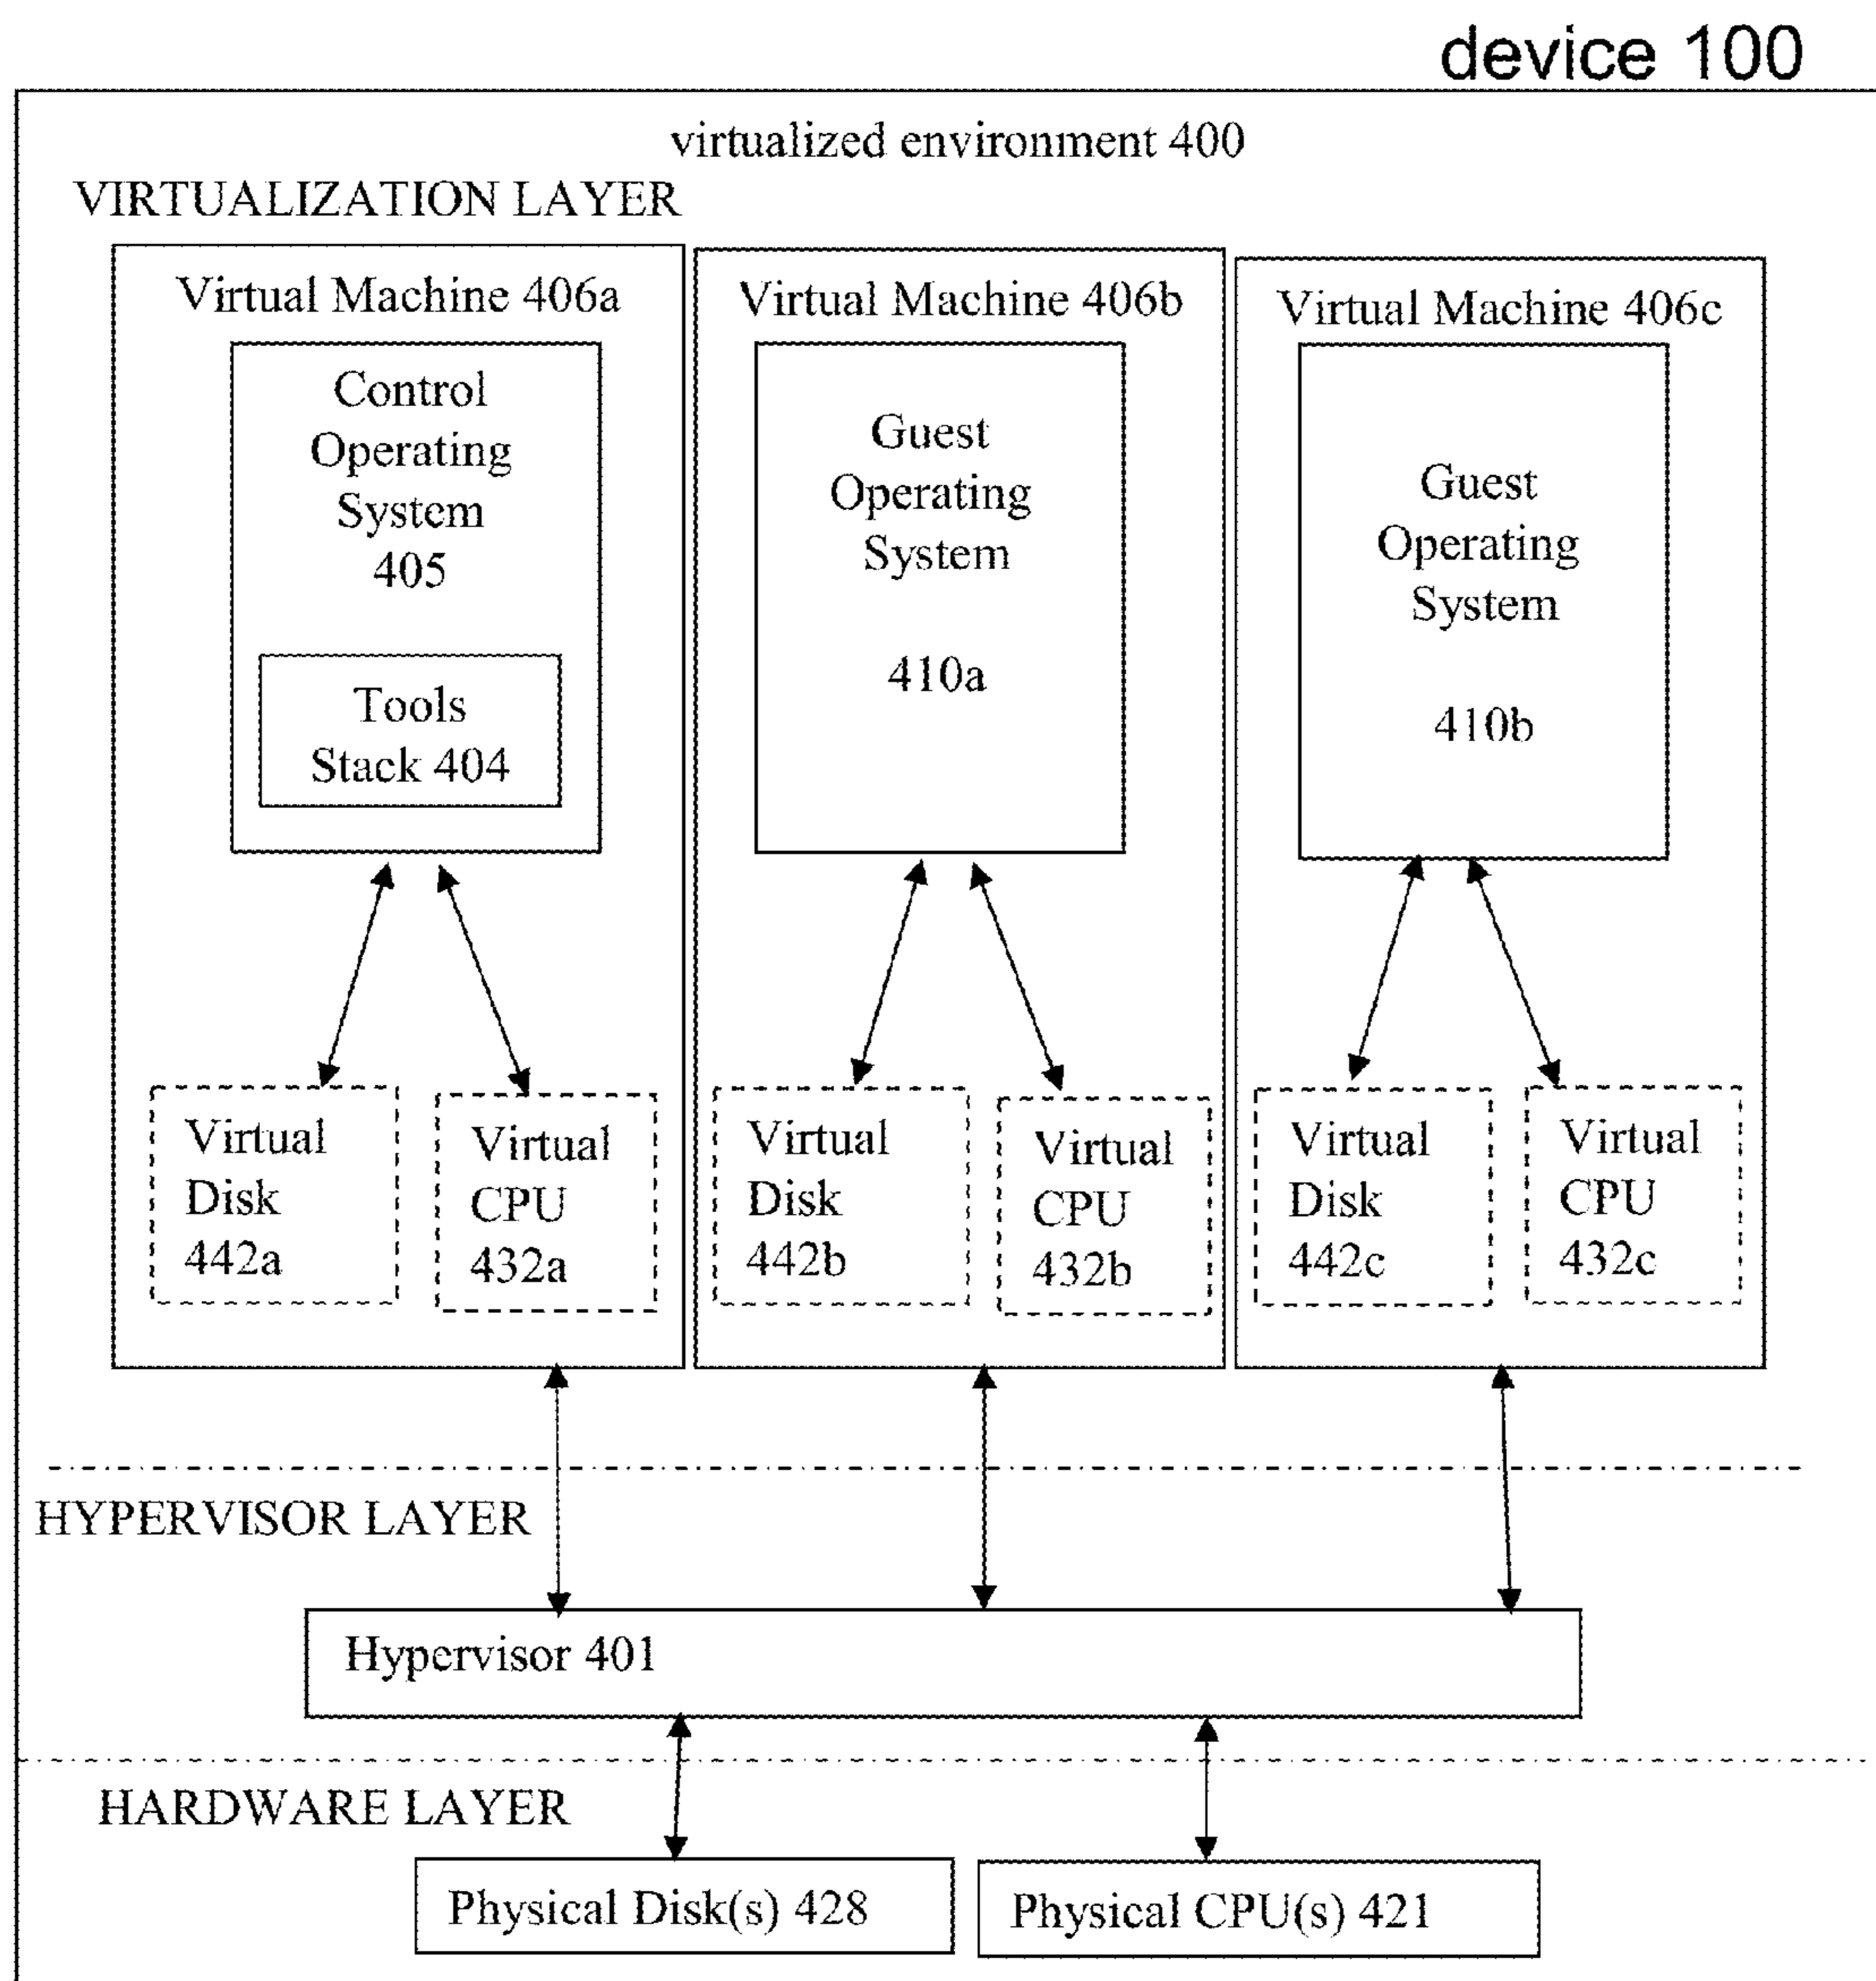 device 100
virtualized environment 400
VIRTUALIZATION LAYER
Virtual Machine 406a
Control
Operating
System
405
Tools
Stack 404
Virtual
Disk
442a
Virtual
CPU
432a
Virtual Machine 406b
Guest
Operating
System
410a
Virtual
Disk
442b
Virtual
CPU
432b
Virtual Machine 406c
Guest
Operating
System
410b
Virtual
Disk
442c
Virtual
CPU
432c
HYPERVISOR LAYER
Hypervisor 401
HARDWARE LAYER
Physical Disk(s) 428
Physical CPU(s) 421